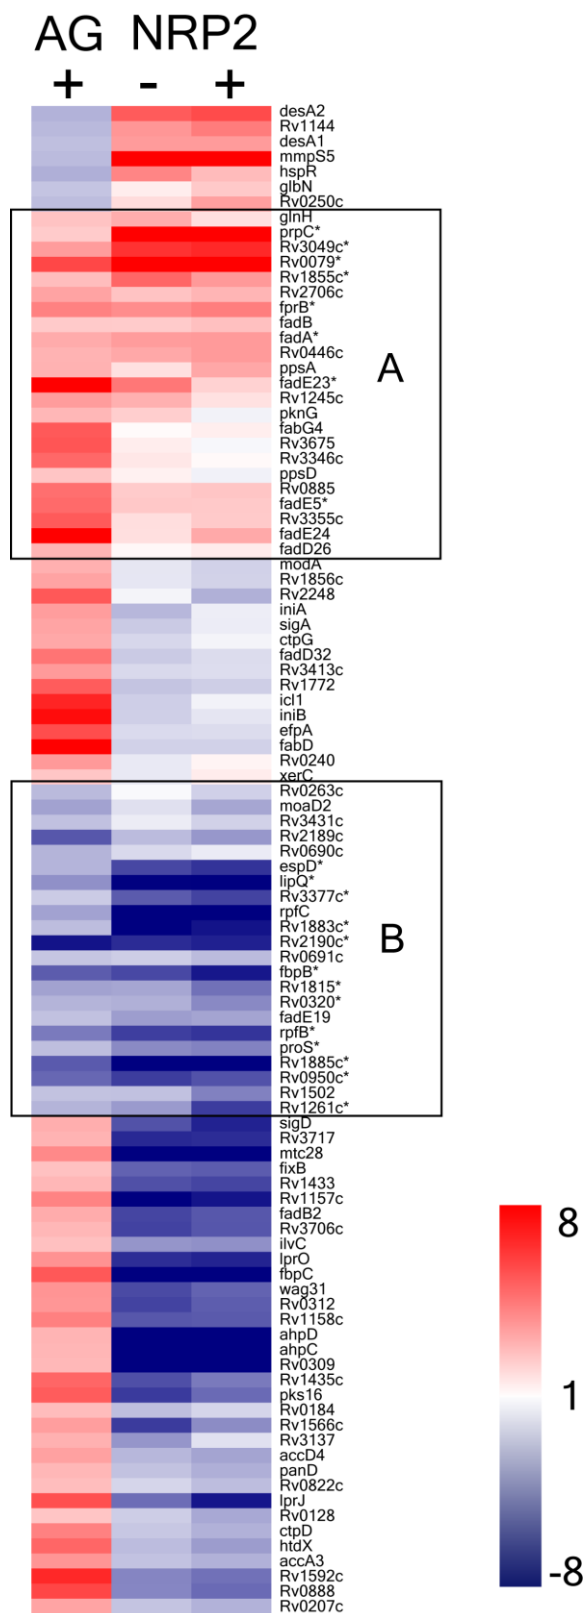 AG NRP2
+ - +
desA2
Rv1144
desA1
mmpS5
hspR
glbN
Rv0250c
glnH
prpC*
Rv3049c*
Rv0079*
Rv1855c*
Rv2706c
fprB*
fadB
fadA*
Rv0446c
ppsA
fadE23*
Rv1245c
pknG
fabG4
Rv3675
Rv3346c
ppsD
Rv0885
fadE5*
Rv3355c
fadE24
fadD26
A
modA
Rv1856c
Rv2248
iniA
sigA
ctpG
fadD32
Rv3413c
Rv1772
icl1
iniB
efpA
fabD
Rv0240
xerC
Rv0263c
moaD2
Rv3431c
Rv2189c
Rv0690c
espD*
lipQ*
Rv3377c*
rpfC
Rv1883c*
Rv2190c*
Rv0691c
fbpB*
Rv1815*
Rv0320*
fadE19
rpfB*
proS*
Rv1885c*
Rv0950c*
Rv1502
Rv1261c*
B
sigD
Rv3717
mtc28
fixB
Rv1433
Rv1157c
fadB2
Rv3706c
ilvC
lprO
fbpC
wag31
Rv0312
Rv1158c
ahpD
ahpC
Rv0309
Rv1435c
pks16
Rv0184
Rv1566c
Rv3137
accD4
panD
Rv0822c
lprJ
Rv0128
ctpD
htdX
accA3
Rv1592c
Rv0888
Rv0207c
8
1
-8